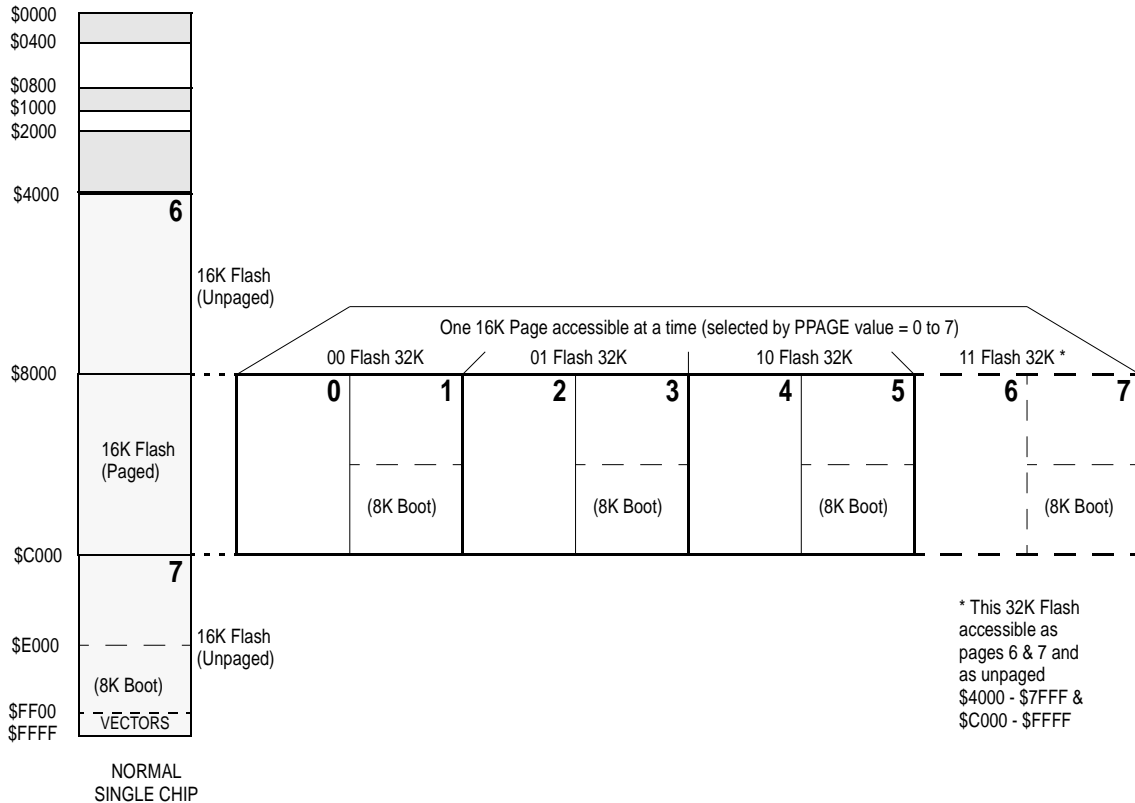 $0000
$0400
$0800
$1000
$2000
$4000
6
16K Flash
(Unpaged)
One 16K Page accessible at a time (selected by PPAGE value = 0 to 7)
00 Flash 32K
01 Flash 32K
10 Flash 32K
11 Flash 32K *
$8000
0
1
2
3
4
5
6
7
16K Flash
(Paged)
(8K Boot)
(8K Boot)
(8K Boot)
(8K Boot)
$C000
7
16K Flash
(Unpaged)
$E000
(8K Boot)
$FF00
VECTORS
$FFFF
* This 32K Flash
accessible as
pages 6 & 7 and
as unpaged
$4000 - $7FFF &
$C000 - $FFFF
NORMAL
SINGLE CHIP